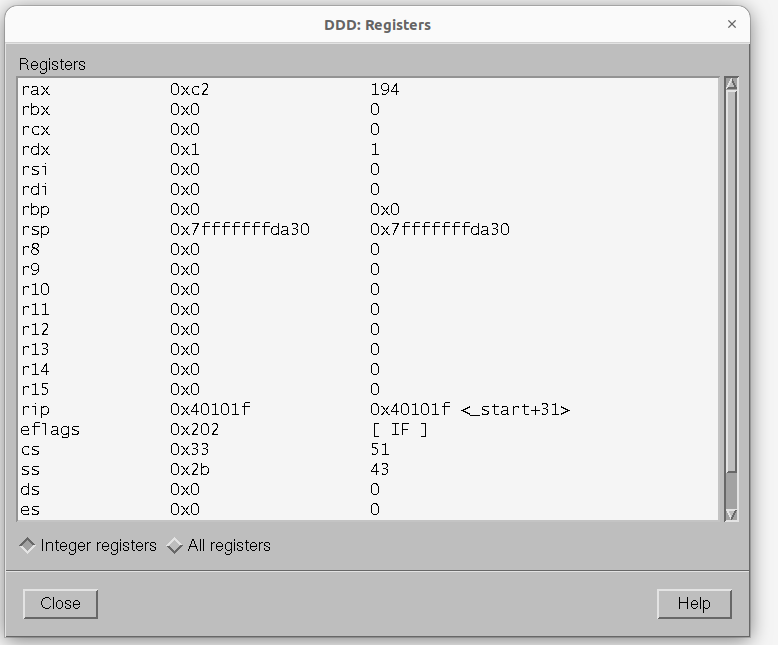 DDD: Registers ×
Registers
rax 0xc2 194
rbx 0x0 0
rcx 0x0 0
rdx 0x1 1
rsi 0x0 0
rdi 0x0 0
rbp 0x0 0x0
rsp 0x7fffffffda30 0x7fffffffda30
r8 0x0 0
r9 0x0 0
r10 0x0 0
r11 0x0 0
r12 0x0 0
r13 0x0 0
r14 0x0 0
r15 0x0 0
rip 0x40101f 0x40101f <_start+31>
eflags 0x202 [ IF ]
cs 0x33 51
ss 0x2b 43
ds 0x0 0
es 0x0 0
Integer registers All registers
Close Help